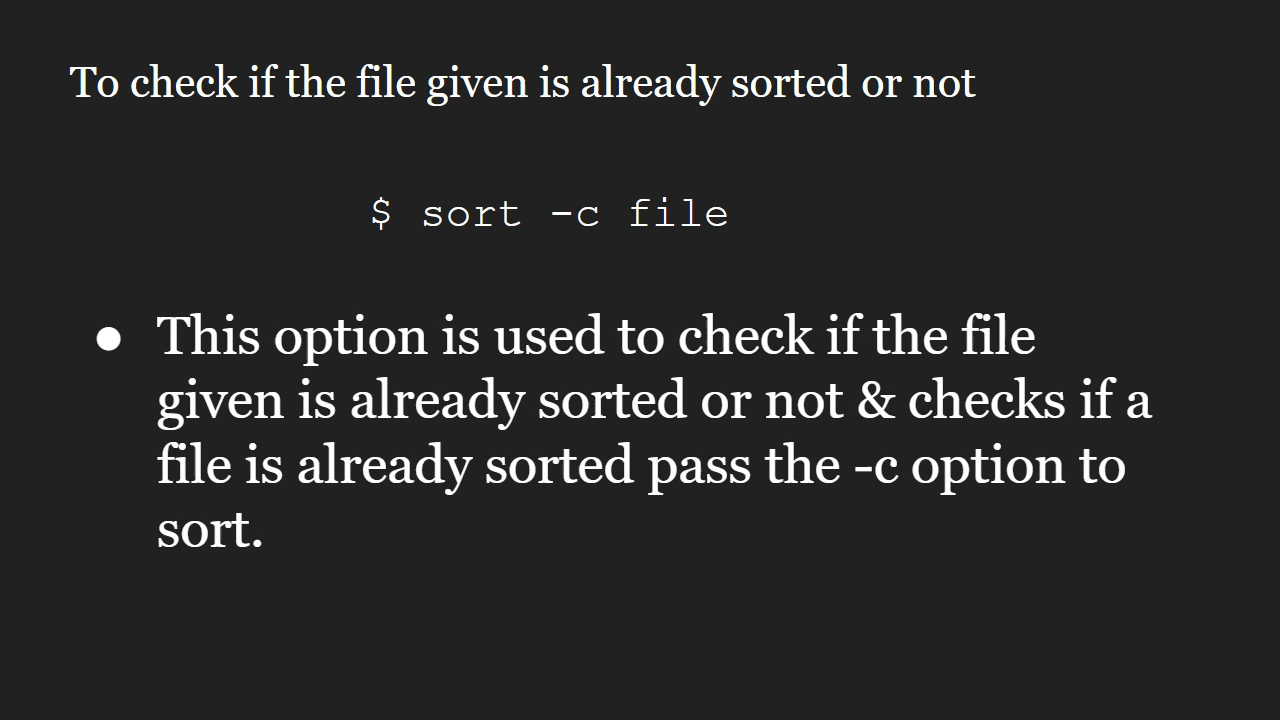 To check if the file given is already sorted or not
$ sort -c file
● This option is used to check if the file
given is already sorted or not & checks if a
file is already sorted pass the -c option to
sort.